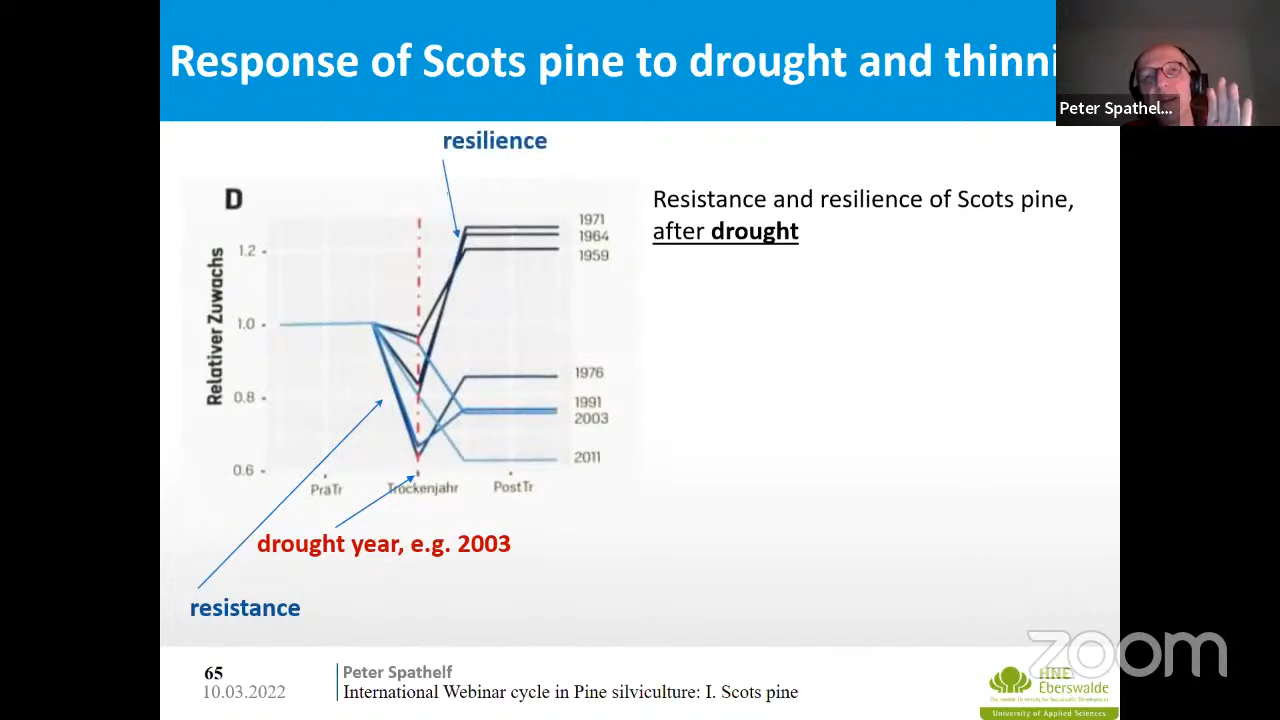 Response of Scots pine to drought and thinni
Peter Spathel...
resilience
D
Resistance and resilience of Scots pine,
after drought
Relativer Zuwachs
1.2
1.0
0.8
0.6
1971
1964
1959
1976
1991
2003
2011
PräTr
Trockenjahr
PostTr
drought year, e.g. 2003
resistance
zoom
65
10.03.2022
Peter Spathelf
International Webinar cycle in Pine silviculture: I. Scots pine
HNE
Eberswalde
University of Applied Sciences